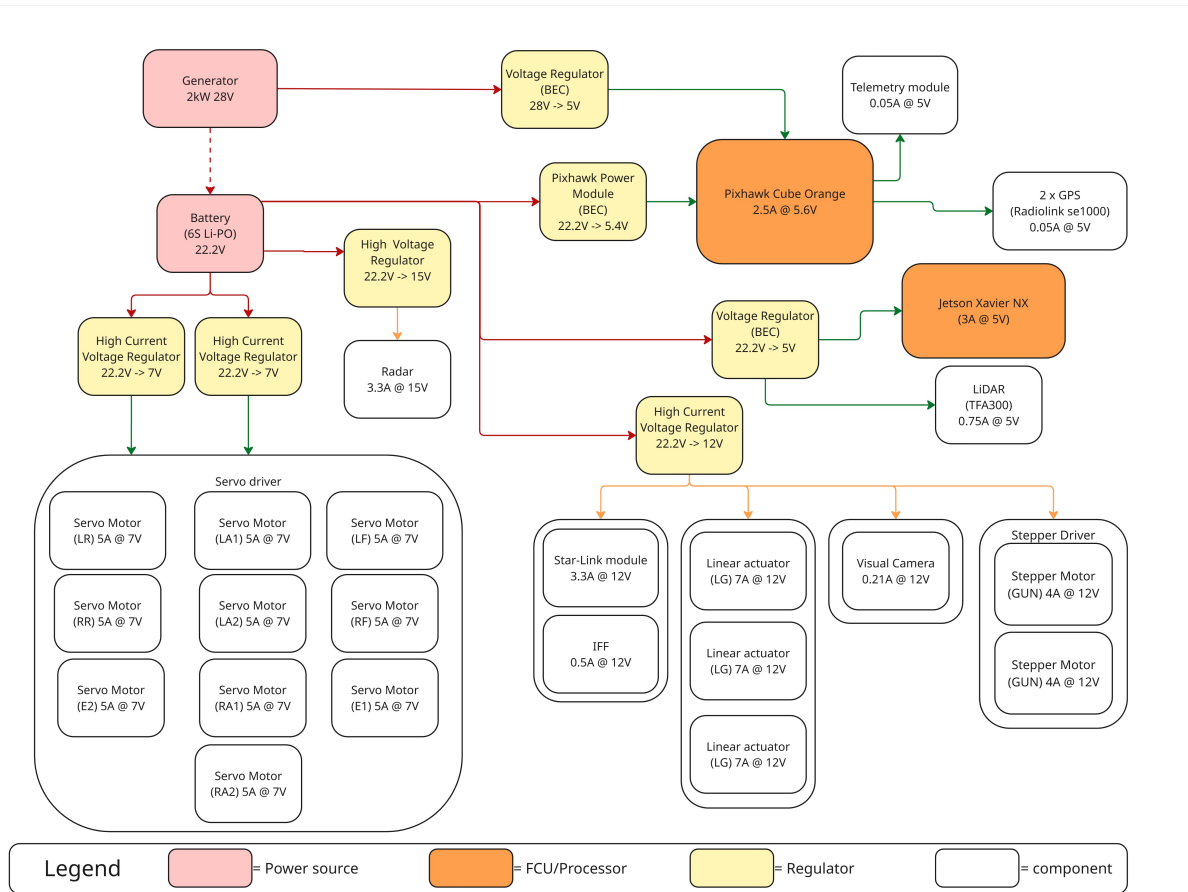 Generator
2kW 28V
Voltage Regulator
(BEC)
28V -> 5V
Telemetry module
0.05A @ 5V
Pixhawk Power
Module
(BEC)
22.2V -> 5.4V
Pixhawk Cube Orange
2.5A @ 5.6V
2 x GPS
(Radiolink se1000)
0.05A @ 5V
Battery
(6S Li-PO)
22.2V
High  Voltage
Regulator
22.2V -> 15V
Jetson Xavier NX
(3A @ 5V)
Voltage Regulator
(BEC)
22.2V -> 5V
High Current
Voltage Regulator
22.2V -> 7V
High Current
Voltage Regulator
22.2V -> 7V
Radar
3.3A @ 15V
LiDAR
(TFA300)
0.75A @ 5V
High Current
Voltage Regulator
22.2V -> 12V
Servo driver
Servo Motor
(LR) 5A @ 7V
Servo Motor
(LA1) 5A @ 7V
Servo Motor
(LF) 5A @ 7V
Servo Motor
(RR) 5A @ 7V
Servo Motor
(LA2) 5A @ 7V
Servo Motor
(RF) 5A @ 7V
Servo Motor
(E2) 5A @ 7V
Servo Motor
(RA1) 5A @ 7V
Servo Motor
(E1) 5A @ 7V
Servo Motor
(RA2) 5A @ 7V
Star-Link module
3.3A @ 12V
IFF
0.5A @ 12V
Linear actuator
(LG) 7A @ 12V
Linear actuator
(LG) 7A @ 12V
Linear actuator
(LG) 7A @ 12V
Visual Camera
0.21A @ 12V
Stepper Driver
Stepper Motor
(GUN) 4A @ 12V
Stepper Motor
(GUN) 4A @ 12V
Legend
= Power source
= FCU/Processor
= Regulator
= component